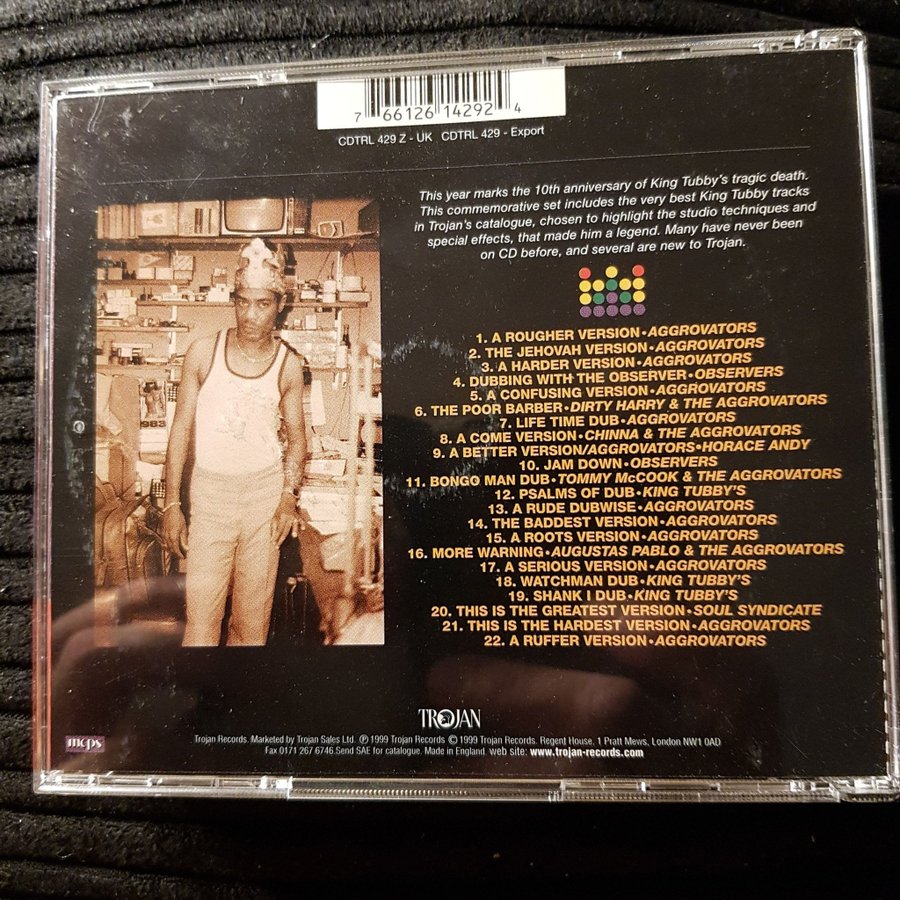 7 66126 14292 4
CDTRL 429 Z - UK CDTRL 429 - Export
This year marks the 10th anniversary of King Tubby's tragic death.
This commemorative set includes the very best King Tubby tracks
in Trojan's catalogue, chosen to highlight the studio techniques and
special effects, that made him a legend. Many have never been
on CD before, and several are new to Trojan.
1. A ROUGHER VERSION•AGGROVATORS
2. THE JEHOVAH VERSION•AGGROVATORS
3. A HARDER VERSION•AGGROVATORS
4. DUBBING WITH THE OBSERVER•OBSERVERS
5. A CONFUSING VERSION•AGGROVATORS
6. THE POOR BARBER•DIRTY HARRY & THE AGGROVATORS
7. LIFE TIME DUB•AGGROVATORS
8. A COME VERSION•CHINNA & THE AGGROVATORS
9. A BETTER VERSION/AGGROVATORS•HORACE ANDY
10. JAM DOWN•OBSERVERS
11. BONGO MAN DUB•TOMMY McCOOK & THE AGGROVATORS
12. PSALMS OF DUB•KING TUBBY'S
13. A RUDE DUBWISE•AGGROVATORS
14. THE BADDEST VERSION•AGGROVATORS
15. A ROOTS VERSION•AGGROVATORS
16. MORE WARNING•AUGUSTAS PABLO & THE AGGROVATORS
17. A SERIOUS VERSION•AGGROVATORS
18. WATCHMAN DUB•KING TUBBY'S
19. SHANK I DUB•KING TUBBY'S
20. THIS IS THE GREATEST VERSION•SOUL SYNDICATE
21. THIS IS THE HARDEST VERSION•AGGROVATORS
22. A RUFFER VERSION•AGGROVATORS
1983
TROJAN
mcps
Trojan Records. Marketed by Trojan Sales Ltd. ℗ 1999 Trojan Records © 1999 Trojan Records. Regent House, 1 Pratt Mews, London NW1 0AD
Fax 0171 267 6746.Send SAE for catalogue. Made in England. web site: www.trojan-records.com